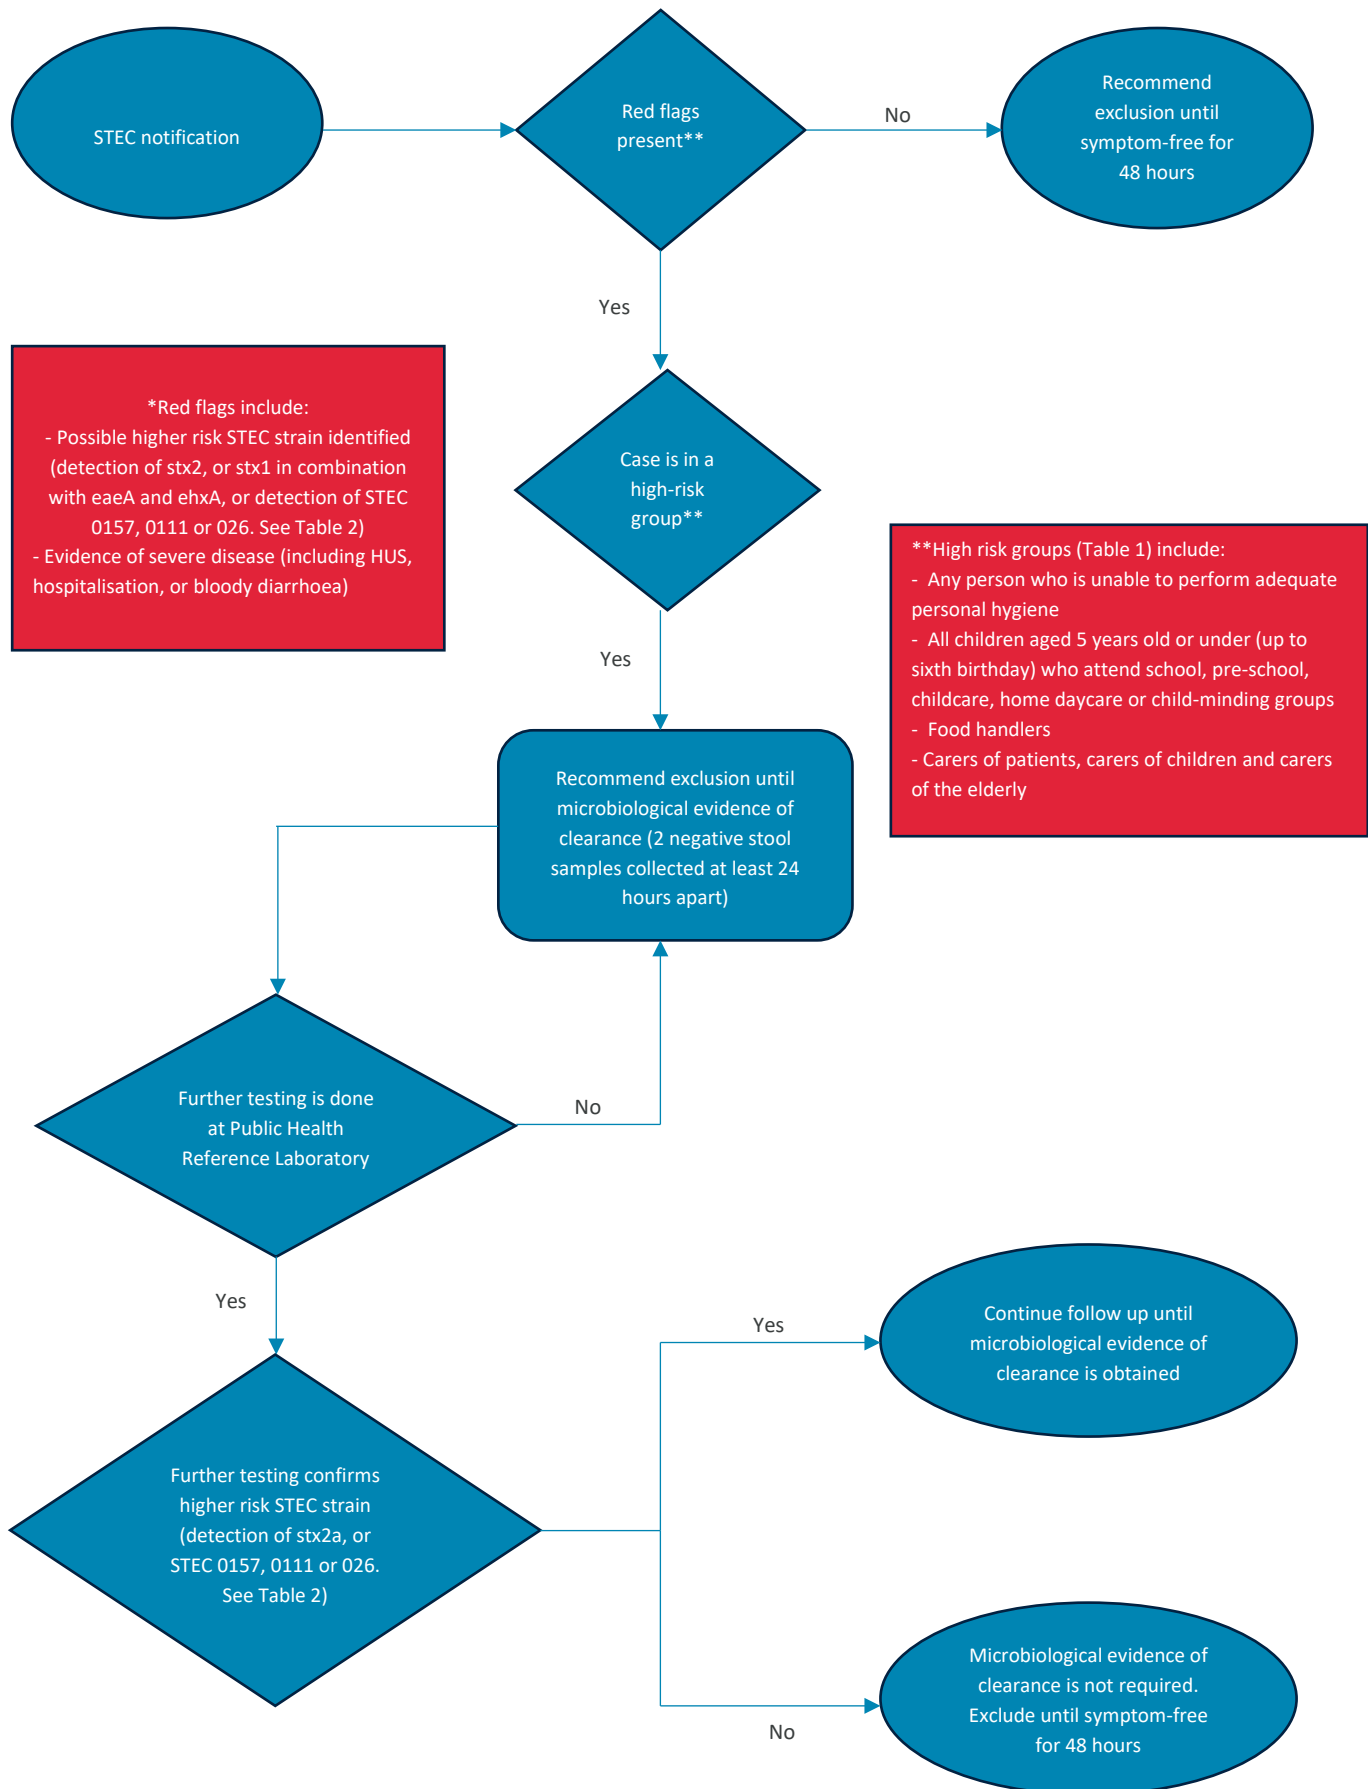 STEC notification
Red flags
present**
No
Recommend
exclusion until
symptom-free for
48 hours
Yes
*Red flags include:
- Possible higher risk STEC strain identified
(detection of stx2, or stx1 in combination
with eaeA and ehxA, or detection of STEC
0157, 0111 or 026. See Table 2)
- Evidence of severe disease (including HUS,
hospitalisation, or bloody diarrhoea)
Case is in a
high-risk
group**
**High risk groups (Table 1) include:
- Any person who is unable to perform adequate
personal hygiene
- All children aged 5 years old or under (up to
sixth birthday) who attend school, pre-school,
childcare, home daycare or child-minding groups
- Food handlers
- Carers of patients, carers of children and carers
of the elderly
Yes
Recommend exclusion until
microbiological evidence of
clearance (2 negative stool
samples collected at least 24
hours apart)
Further testing is done
at Public Health
Reference Laboratory
No
Yes
Further testing confirms
higher risk STEC strain
(detection of stx2a, or
STEC 0157, 0111 or 026.
See Table 2)
Yes
Continue follow up until
microbiological evidence of
clearance is obtained
No
Microbiological evidence of
clearance is not required.
Exclude until symptom-free
for 48 hours